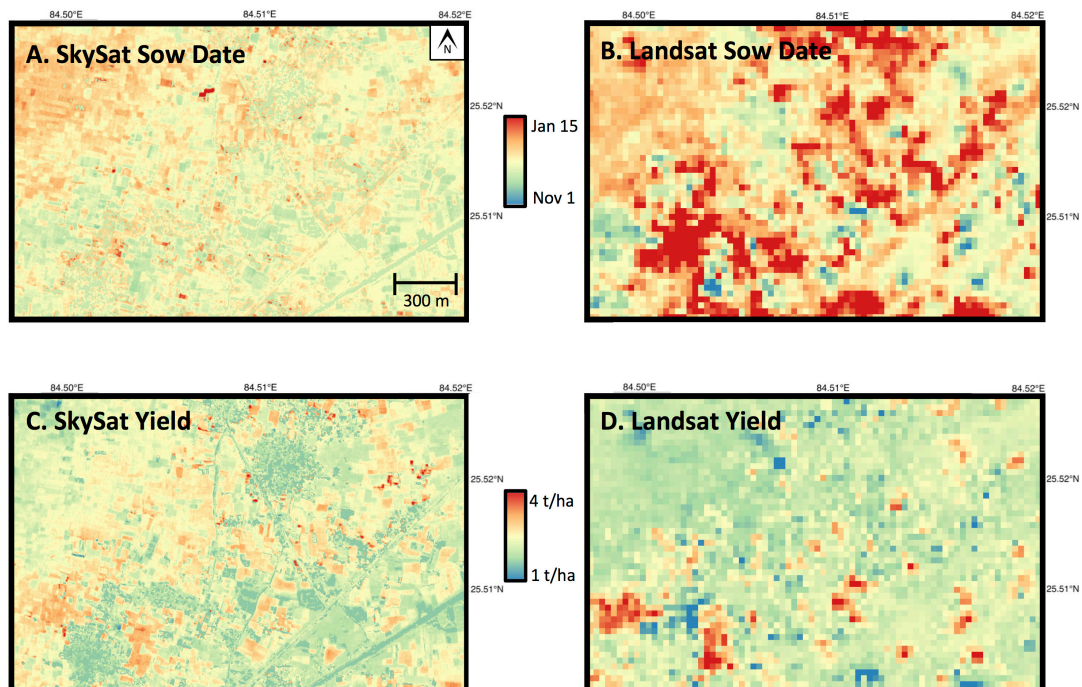 84.50°E 84.51°E 84.52°E
A. SkySat Sow Date
25.52°N
25.51°N
300 m
Jan 15
Nov 1
84.50°E 84.51°E 84.52°E
B. Landsat Sow Date
25.52°N
25.51°N
84.50°E 84.51°E 84.52°E
C. SkySat Yield
25.52°N
25.51°N
4 t/ha
1 t/ha
84.50°E 84.51°E 84.52°E
D. Landsat Yield
25.52°N
25.51°N